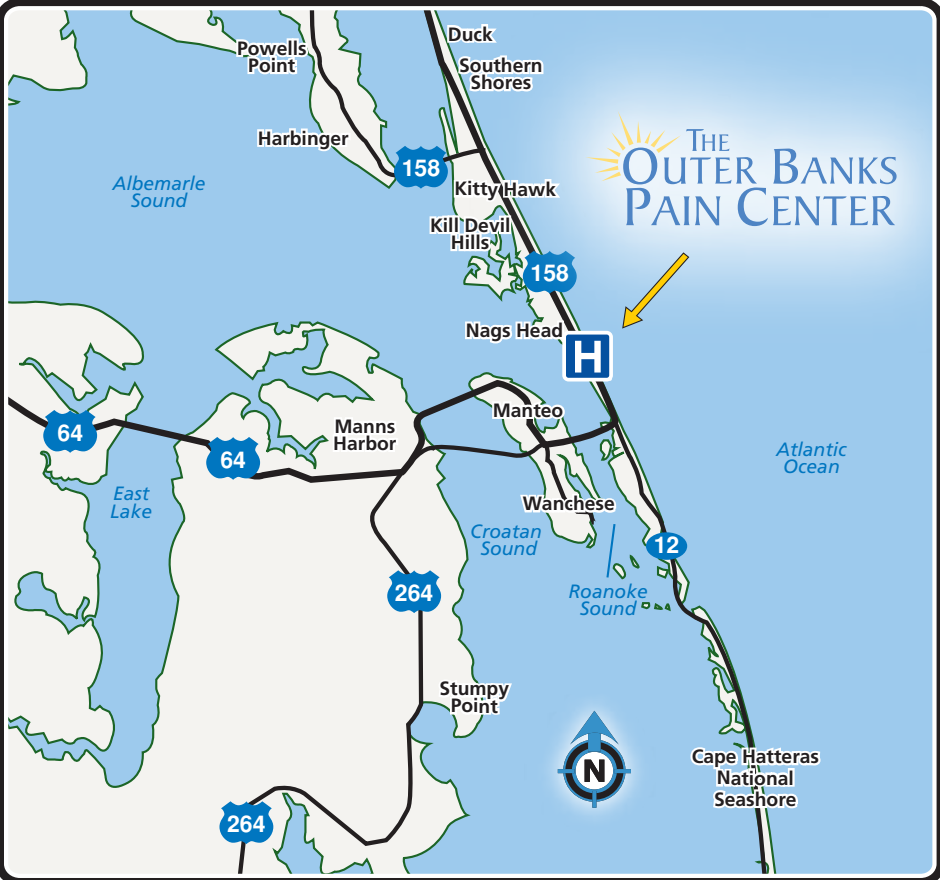 Duck
Powells
Point
Southern
Shores
Harbinger
158
THE
OUTER BANKS
PAIN CENTER
Albemarle
Sound
Kitty Hawk
Kill Devil
Hills
158
Nags Head
H
Manteo
Manns
Harbor
64
64
Atlantic
Ocean
East
Lake
Wanchese
Croatan
Sound
12
264
Roanoke
Sound
Stumpy
Point
N
Cape Hatteras
National
Seashore
264